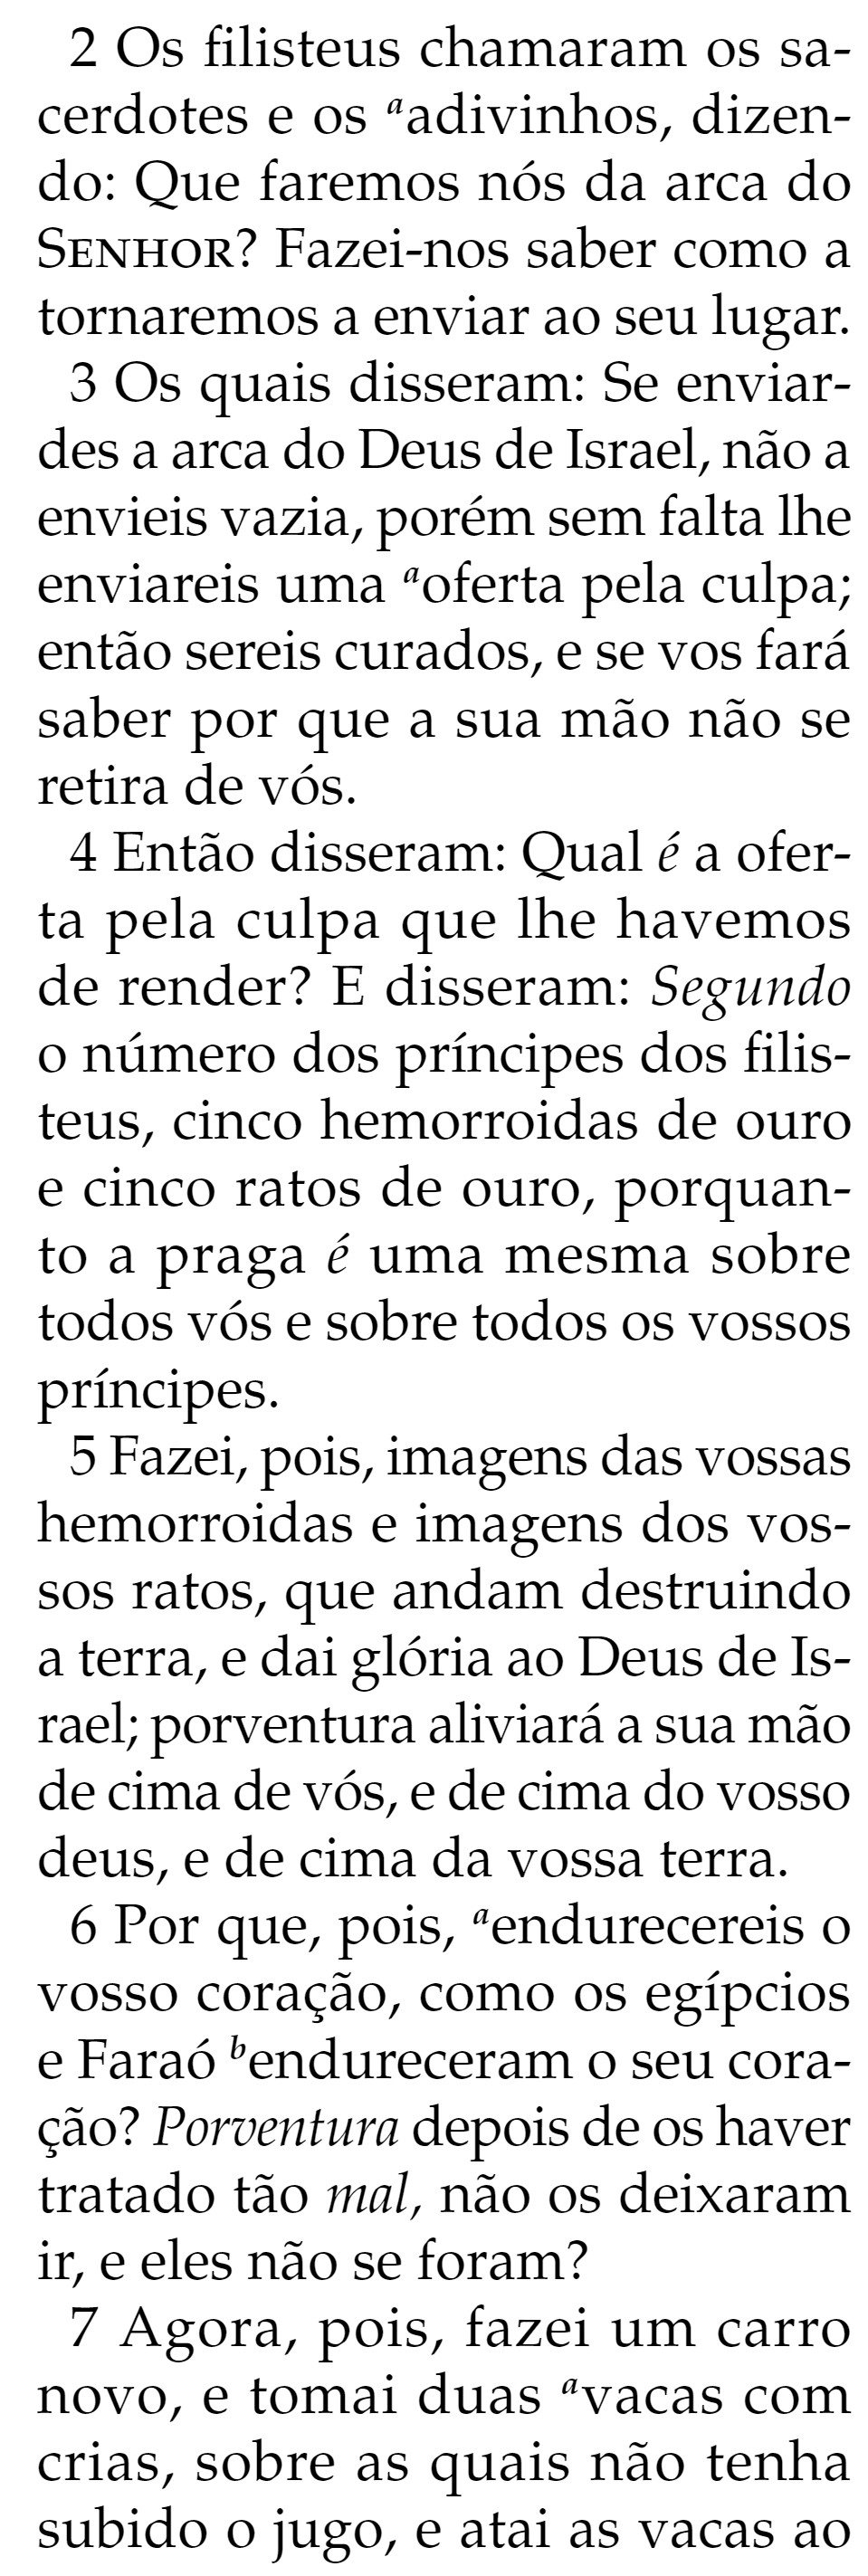 2 Os filisteus chamaram os sa-
cerdotes e os ᵃadivinhos, dizen-
do: Que faremos nós da arca do
SENHOR? Fazei-nos saber como a
tornaremos a enviar ao seu lugar.
3 Os quais disseram: Se enviar-
des a arca do Deus de Israel, não a
envieis vazia, porém sem falta lhe
enviareis uma ᵃoferta pela culpa;
então sereis curados, e se vos fará
saber por que a sua mão não se
retira de vós.
4 Então disseram: Qual é a ofer-
ta pela culpa que lhe havemos
de render? E disseram: Segundo
o número dos príncipes dos filis-
teus, cinco hemorroidas de ouro
e cinco ratos de ouro, porquan-
to a praga é uma mesma sobre
todos vós e sobre todos os vossos
príncipes.
5 Fazei, pois, imagens das vossas
hemorroidas e imagens dos vos-
sos ratos, que andam destruindo
a terra, e dai glória ao Deus de Is-
rael; porventura aliviará a sua mão
de cima de vós, e de cima do vosso
deus, e de cima da vossa terra.
6 Por que, pois, ᵃendurecereis o
vosso coração, como os egípcios
e Faraó ᵇendureceram o seu cora-
ção? Porventura depois de os haver
tratado tão mal, não os deixaram
ir, e eles não se foram?
7 Agora, pois, fazei um carro
novo, e tomai duas ᵃvacas com
crias, sobre as quais não tenha
subido o jugo, e atai as vacas ao